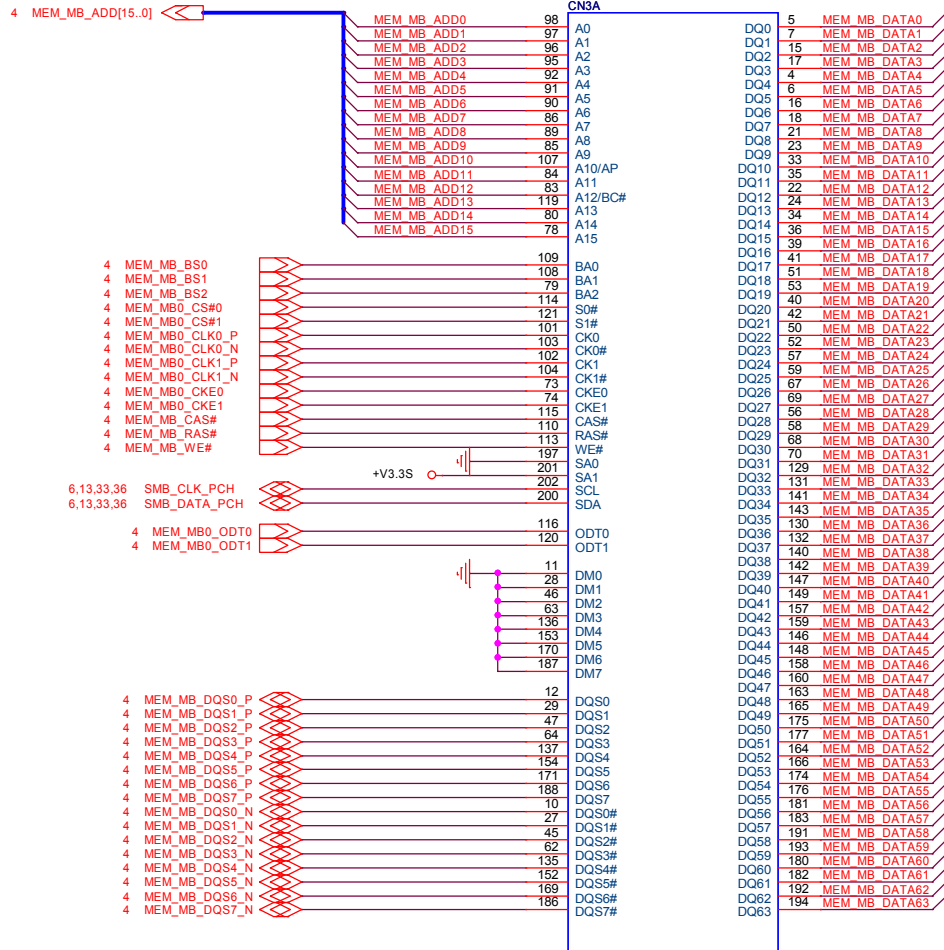 CN3A
4 MEM_MB_ADD[15..0]
MEM_MB_ADD0 98 A0
MEM_MB_ADD1 97 A1
MEM_MB_ADD2 96 A2
MEM_MB_ADD3 95 A3
MEM_MB_ADD4 92 A4
MEM_MB_ADD5 91 A5
MEM_MB_ADD6 90 A6
MEM_MB_ADD7 86 A7
MEM_MB_ADD8 89 A8
MEM_MB_ADD9 85 A9
MEM_MB_ADD10 107 A10/AP
MEM_MB_ADD11 84 A11
MEM_MB_ADD12 83 A12/BC#
MEM_MB_ADD13 119 A13
MEM_MB_ADD14 80 A14
MEM_MB_ADD15 78 A15
4 MEM_MB_BS0 109 BA0
4 MEM_MB_BS1 108 BA1
4 MEM_MB_BS2 79 BA2
4 MEM_MB0_CS#0 114 S0#
4 MEM_MB0_CS#1 121 S1#
4 MEM_MB0_CLK0_P 101 CK0
4 MEM_MB0_CLK0_N 103 CK0#
4 MEM_MB0_CLK1_P 102 CK1
4 MEM_MB0_CLK1_N 104 CK1#
4 MEM_MB0_CKE0 73 CKE0
4 MEM_MB0_CKE1 74 CKE1
4 MEM_MB_CAS# 115 CAS#
4 MEM_MB_RAS# 110 RAS#
4 MEM_MB_WE# 113 WE#
197 SA0
+V3.3S 201 SA1
6,13,33,36 SMB_CLK_PCH 202 SCL
6,13,33,36 SMB_DATA_PCH 200 SDA
4 MEM_MB0_ODT0 116 ODT0
4 MEM_MB0_ODT1 120 ODT1
11 DM0
28 DM1
46 DM2
63 DM3
136 DM4
153 DM5
170 DM6
187 DM7
4 MEM_MB_DQS0_P 12 DQS0
4 MEM_MB_DQS1_P 29 DQS1
4 MEM_MB_DQS2_P 47 DQS2
4 MEM_MB_DQS3_P 64 DQS3
4 MEM_MB_DQS4_P 137 DQS4
4 MEM_MB_DQS5_P 154 DQS5
4 MEM_MB_DQS6_P 171 DQS6
4 MEM_MB_DQS7_P 188 DQS7
4 MEM_MB_DQS0_N 10 DQS0#
4 MEM_MB_DQS1_N 27 DQS1#
4 MEM_MB_DQS2_N 45 DQS2#
4 MEM_MB_DQS3_N 62 DQS3#
4 MEM_MB_DQS4_N 135 DQS4#
4 MEM_MB_DQS5_N 152 DQS5#
4 MEM_MB_DQS6_N 169 DQS6#
4 MEM_MB_DQS7_N 186 DQS7#
DQ0 5 MEM_MB_DATA0
DQ1 7 MEM_MB_DATA1
DQ2 15 MEM_MB_DATA2
DQ3 17 MEM_MB_DATA3
DQ4 4 MEM_MB_DATA4
DQ5 6 MEM_MB_DATA5
DQ6 16 MEM_MB_DATA6
DQ7 18 MEM_MB_DATA7
DQ8 21 MEM_MB_DATA8
DQ9 23 MEM_MB_DATA9
DQ10 33 MEM_MB_DATA10
DQ11 35 MEM_MB_DATA11
DQ12 22 MEM_MB_DATA12
DQ13 24 MEM_MB_DATA13
DQ14 34 MEM_MB_DATA14
DQ15 36 MEM_MB_DATA15
DQ16 39 MEM_MB_DATA16
DQ17 41 MEM_MB_DATA17
DQ18 51 MEM_MB_DATA18
DQ19 53 MEM_MB_DATA19
DQ20 40 MEM_MB_DATA20
DQ21 42 MEM_MB_DATA21
DQ22 50 MEM_MB_DATA22
DQ23 52 MEM_MB_DATA23
DQ24 57 MEM_MB_DATA24
DQ25 59 MEM_MB_DATA25
DQ26 67 MEM_MB_DATA26
DQ27 69 MEM_MB_DATA27
DQ28 56 MEM_MB_DATA28
DQ29 58 MEM_MB_DATA29
DQ30 68 MEM_MB_DATA30
DQ31 70 MEM_MB_DATA31
DQ32 129 MEM_MB_DATA32
DQ33 131 MEM_MB_DATA33
DQ34 141 MEM_MB_DATA34
DQ35 143 MEM_MB_DATA35
DQ36 130 MEM_MB_DATA36
DQ37 132 MEM_MB_DATA37
DQ38 140 MEM_MB_DATA38
DQ39 142 MEM_MB_DATA39
DQ40 147 MEM_MB_DATA40
DQ41 149 MEM_MB_DATA41
DQ42 157 MEM_MB_DATA42
DQ43 159 MEM_MB_DATA43
DQ44 146 MEM_MB_DATA44
DQ45 148 MEM_MB_DATA45
DQ46 158 MEM_MB_DATA46
DQ47 160 MEM_MB_DATA47
DQ48 163 MEM_MB_DATA48
DQ49 165 MEM_MB_DATA49
DQ50 175 MEM_MB_DATA50
DQ51 177 MEM_MB_DATA51
DQ52 164 MEM_MB_DATA52
DQ53 166 MEM_MB_DATA53
DQ54 174 MEM_MB_DATA54
DQ55 176 MEM_MB_DATA55
DQ56 181 MEM_MB_DATA56
DQ57 183 MEM_MB_DATA57
DQ58 191 MEM_MB_DATA58
DQ59 193 MEM_MB_DATA59
DQ60 180 MEM_MB_DATA60
DQ61 182 MEM_MB_DATA61
DQ62 192 MEM_MB_DATA62
DQ63 194 MEM_MB_DATA63